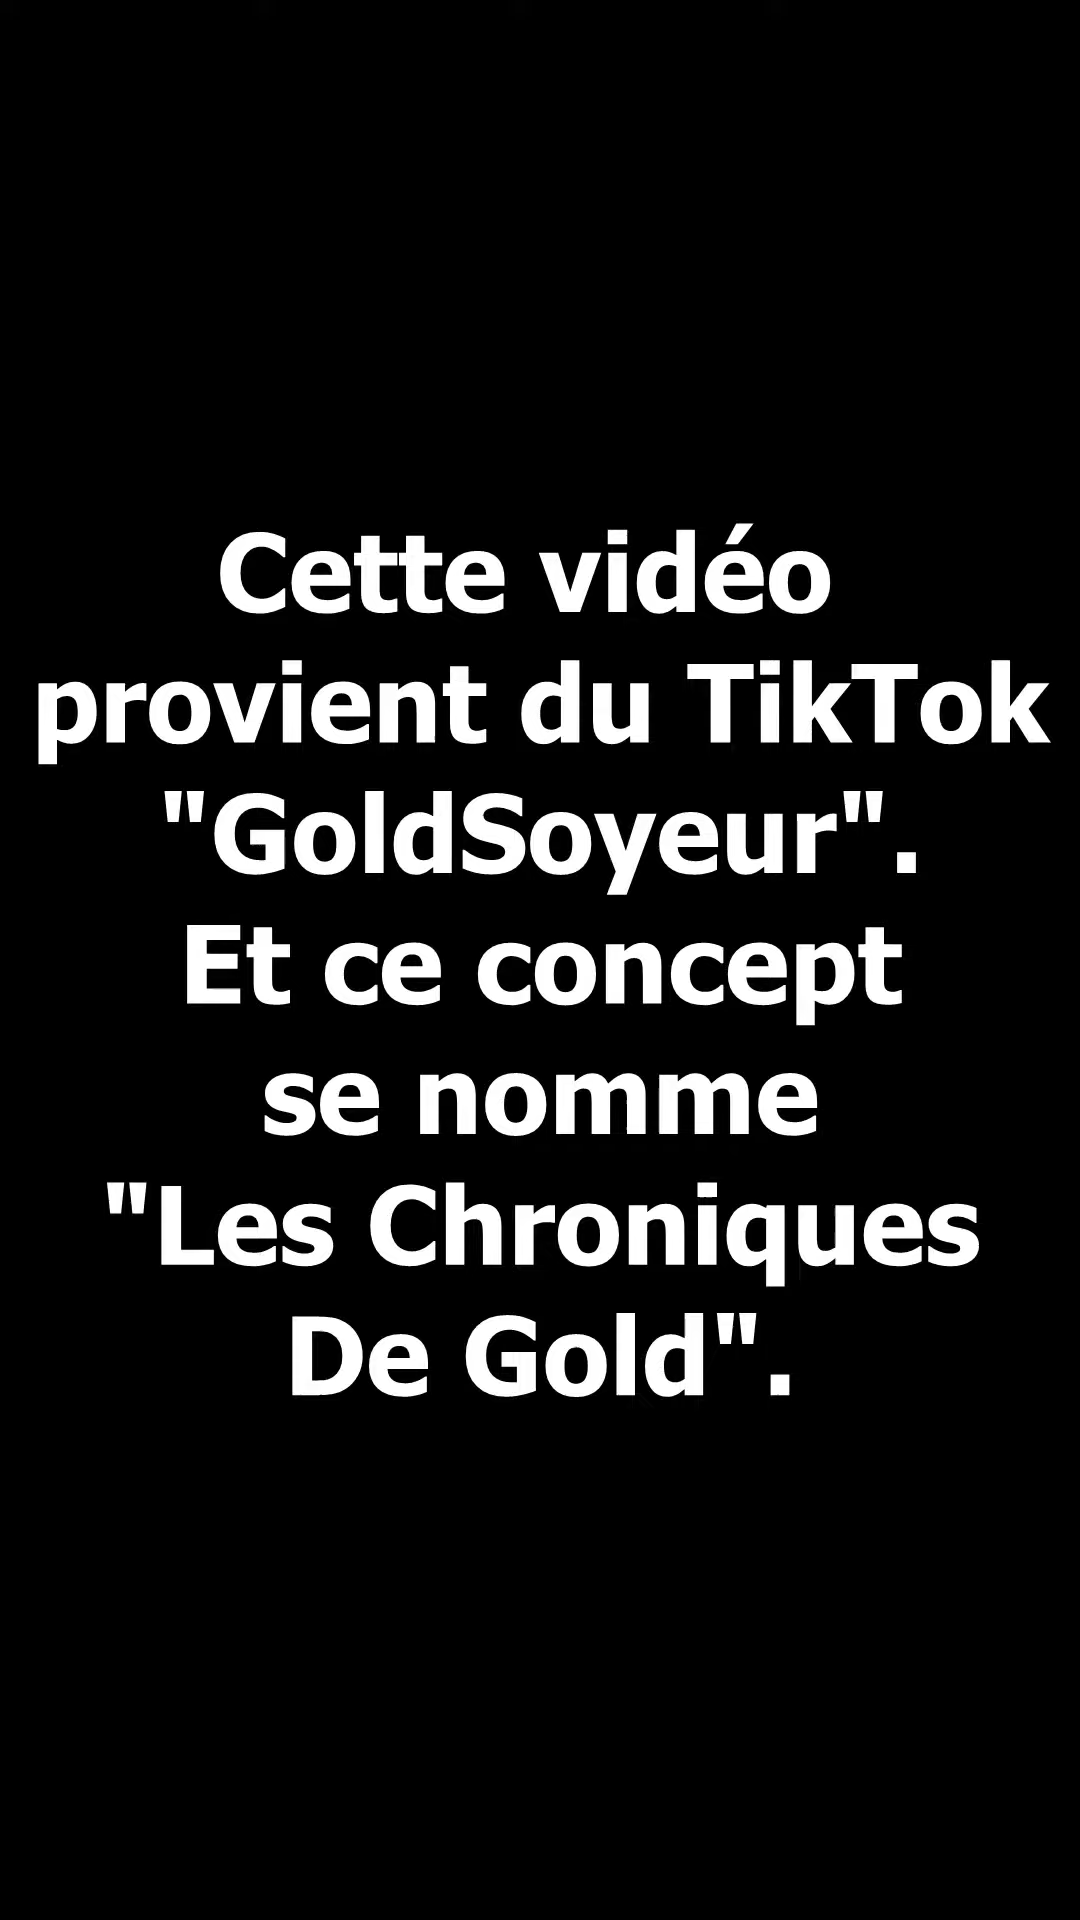 Cette vidéo
provient du TikTok
"GoldSoyeur".
Et ce concept
se nomme
"Les Chroniques
De Gold".